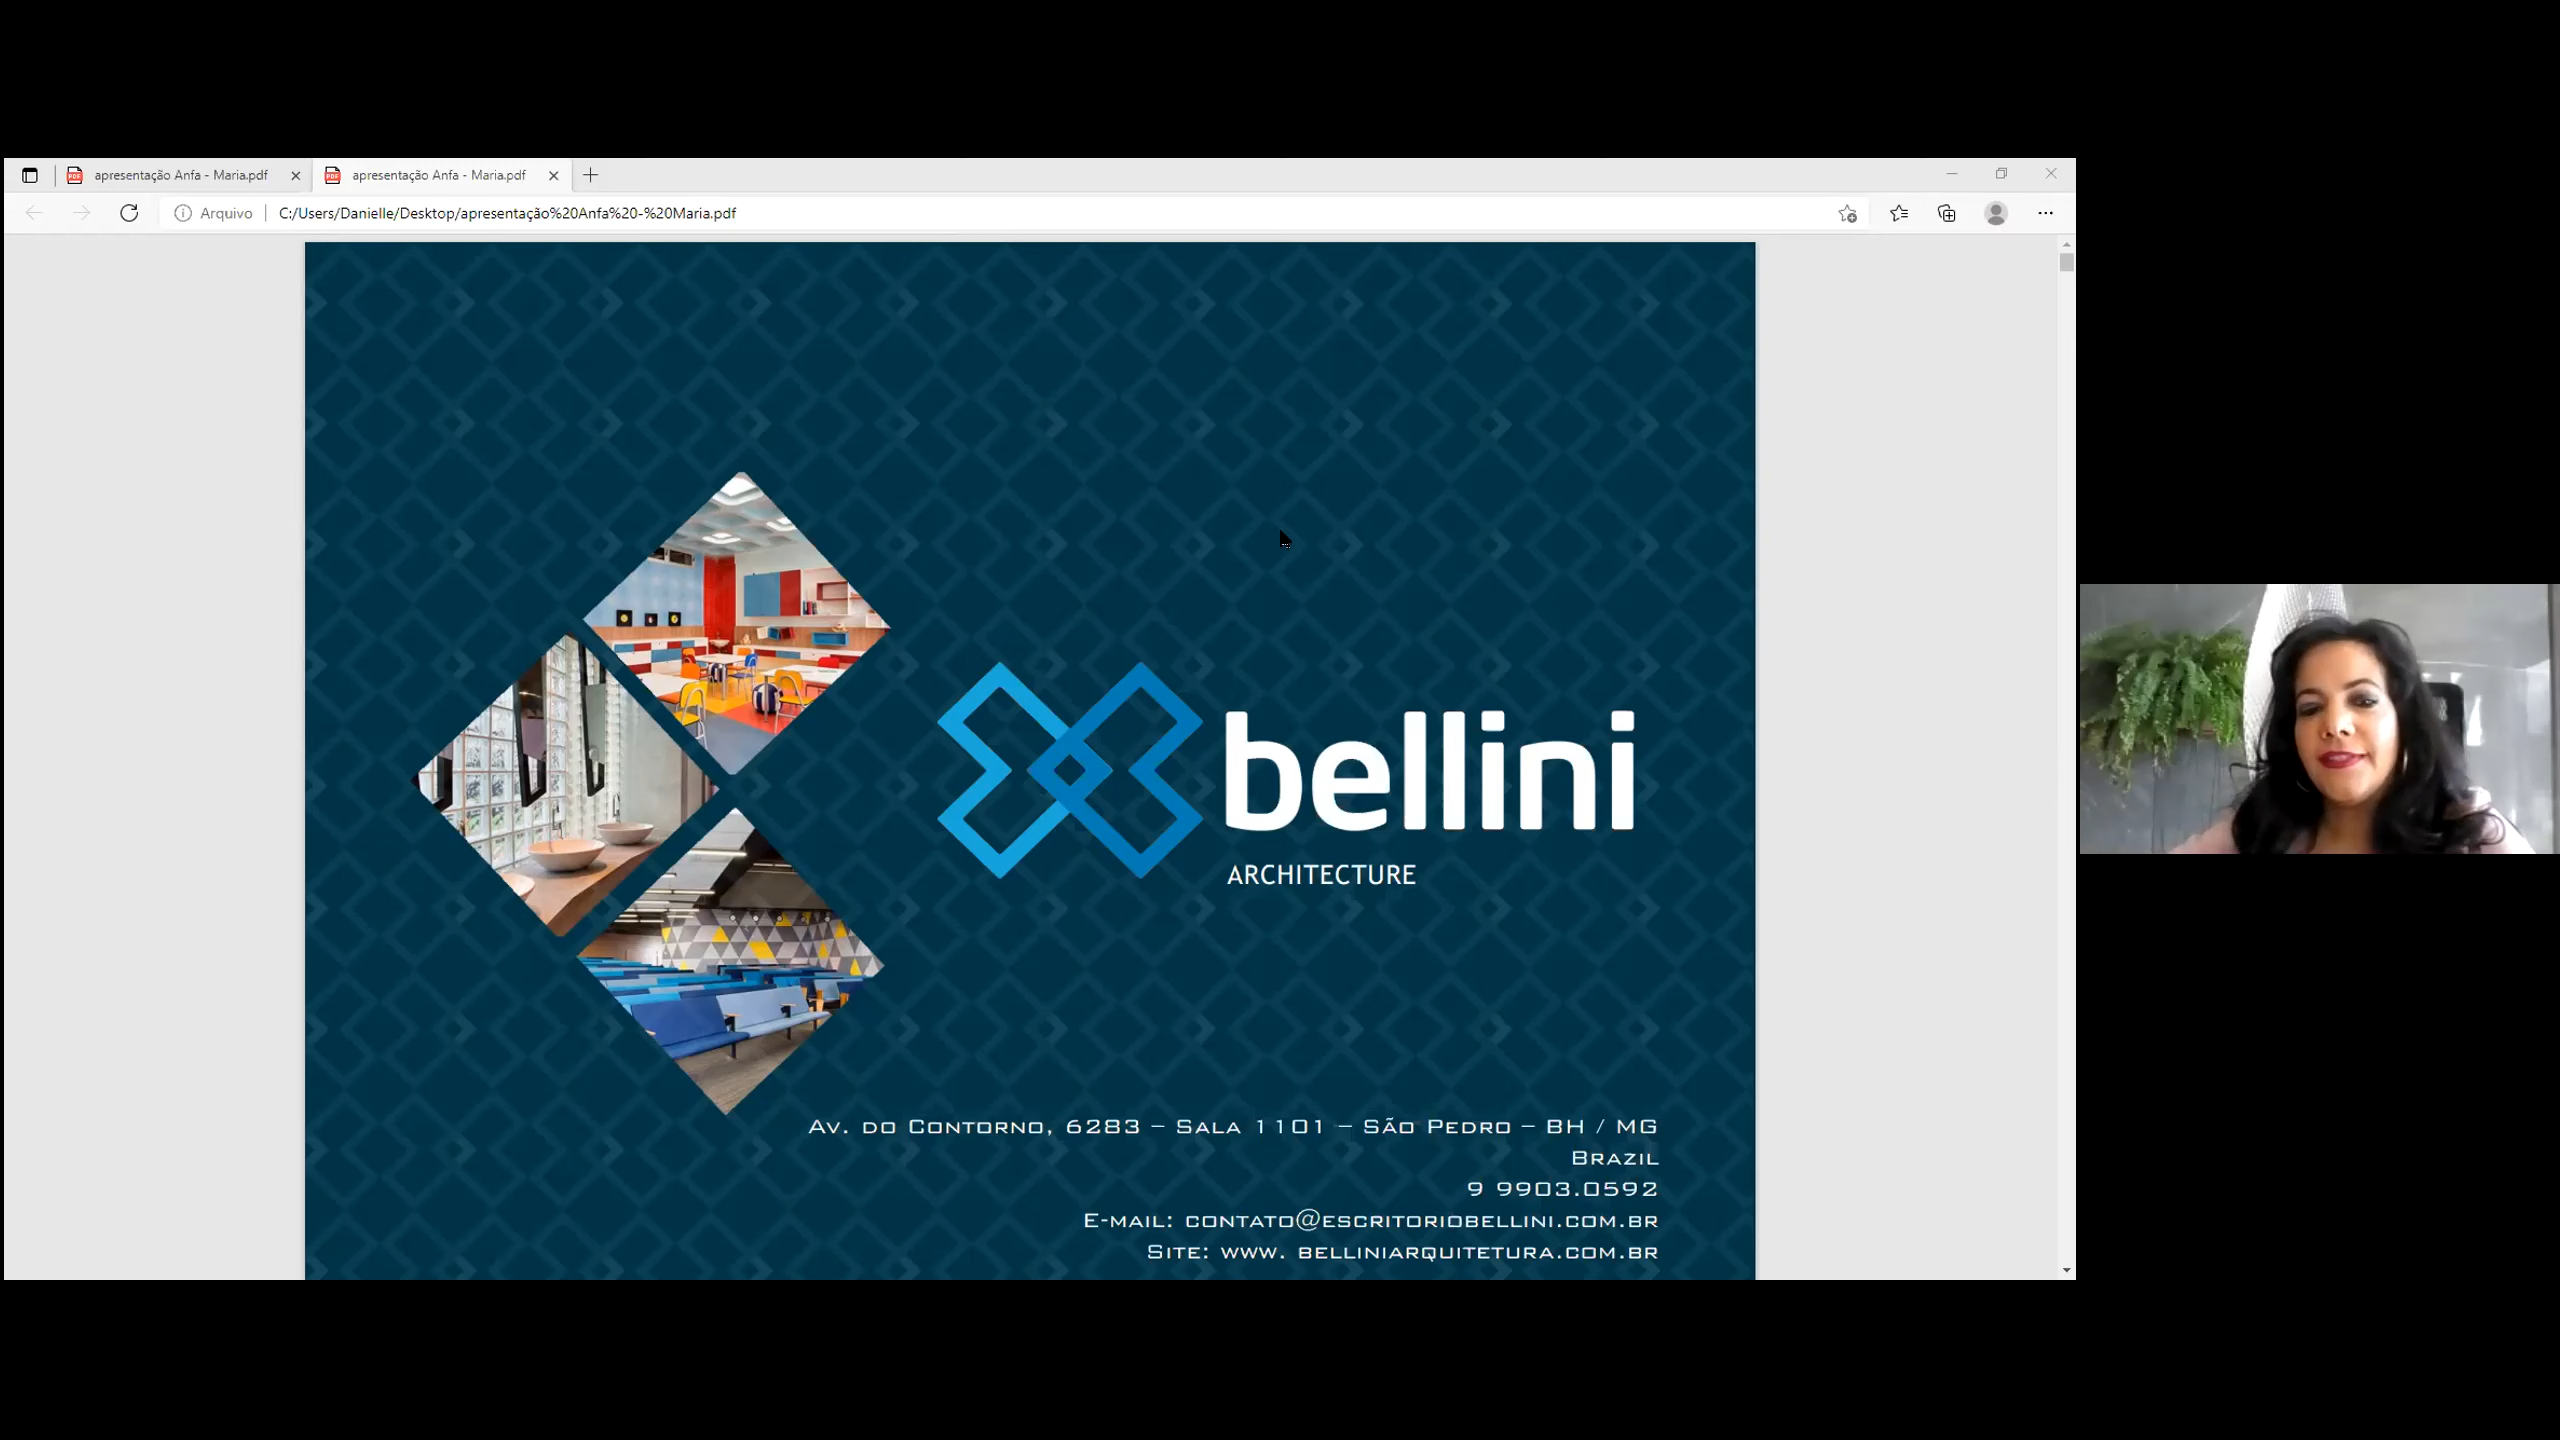 apresentação Anfa - Maria.pdf
apresentação Anfa - Maria.pdf
Arquivo
C:/Users/Danielle/Desktop/apresentação%20Anfa%20-%20Maria.pdf
bellini
ARCHITECTURE
Av. do Contorno, 6283 – Sala 1101 – São Pedro – BH / MG
Brazil
9 9903.0592
E-mail: contato@escritoriobellini.com.br
Site: www. belliniarquitetura.com.br